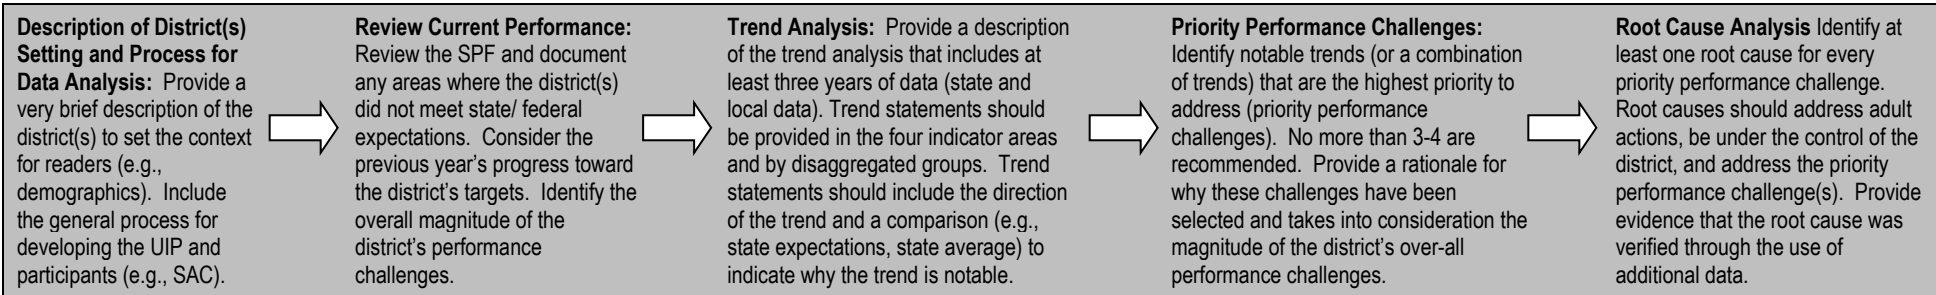 Description of District(s)
Setting and Process for
Data Analysis: Provide a
very brief description of the
district(s) to set the context
for readers (e.g.,
demographics). Include
the general process for
developing the UIP and
participants (e.g., SAC).
Review Current Performance:
Review the SPF and document
any areas where the district(s)
did not meet state/ federal
expectations. Consider the
previous year's progress toward
the district's targets. Identify the
overall magnitude of the
district's performance
challenges.
Trend Analysis: Provide a description
of the trend analysis that includes at
least three years of data (state and
local data). Trend statements should
be provided in the four indicator areas
and by disaggregated groups. Trend
statements should include the direction
of the trend and a comparison (e.g.,
state expectations, state average) to
indicate why the trend is notable.
Priority Performance Challenges:
Identify notable trends (or a combination
of trends) that are the highest priority to
address (priority performance
challenges). No more than 3-4 are
recommended. Provide a rationale for
why these challenges have been
selected and takes into consideration the
magnitude of the district's over-all
performance challenges.
Root Cause Analysis Identify at
least one root cause for every
priority performance challenge.
Root causes should address adult
actions, be under the control of the
district, and address the priority
performance challenge(s). Provide
evidence that the root cause was
verified through the use of
additional data.